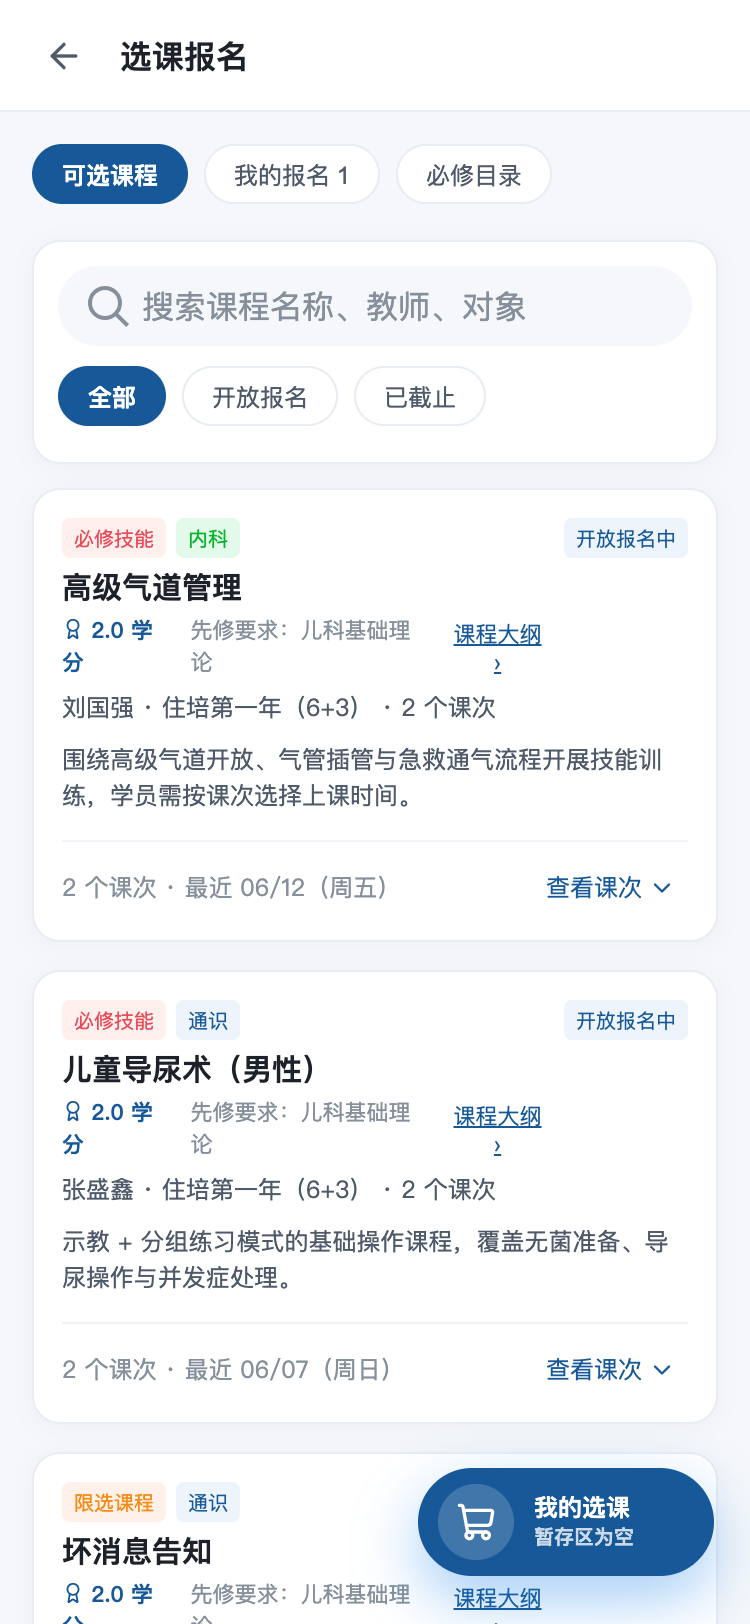 选课报名
可选课程 我的报名 1 必修目录
搜索课程名称、教师、对象
全部 开放报名 已截止
必修技能 内科 开放报名中
高级气道管理
2.0 学分 先修要求：儿科基础理论 课程大纲 ›
刘国强 · 住培第一年（6+3） · 2 个课次
围绕高级气道开放、气管插管与急救通气流程开展技能训
练，学员需按课次选择上课时间。
2 个课次 · 最近 06/12（周五） 查看课次
必修技能 通识 开放报名中
儿童导尿术（男性）
2.0 学分 先修要求：儿科基础理论 课程大纲 ›
张盛鑫 · 住培第一年（6+3） · 2 个课次
示教 + 分组练习模式的基础操作课程，覆盖无菌准备、导
尿操作与并发症处理。
2 个课次 · 最近 06/07（周日） 查看课次
限选课程 通识
坏消息告知
我的选课
暂存区为空
2.0 学 先修要求：儿科基础理 课程大纲